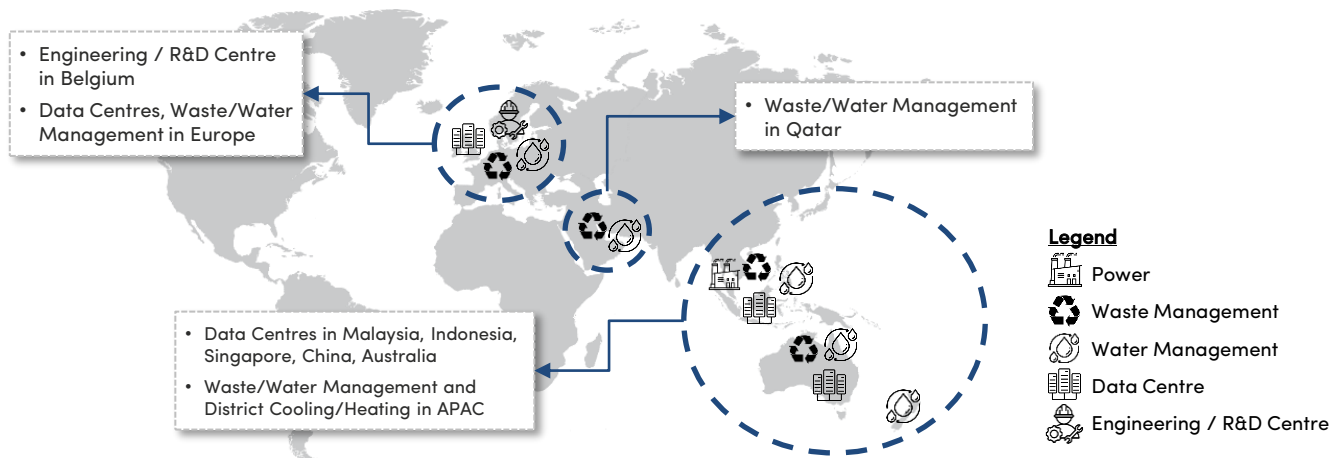 • Engineering / R&D Centre
in Belgium
• Data Centres, Waste/Water
Management in Europe
• Waste/Water Management
in Qatar
• Data Centres in Malaysia, Indonesia,
Singapore, China, Australia
• Waste/Water Management and
District Cooling/Heating in APAC
Legend
Power
Waste Management
Water Management
Data Centre
Engineering / R&D Centre